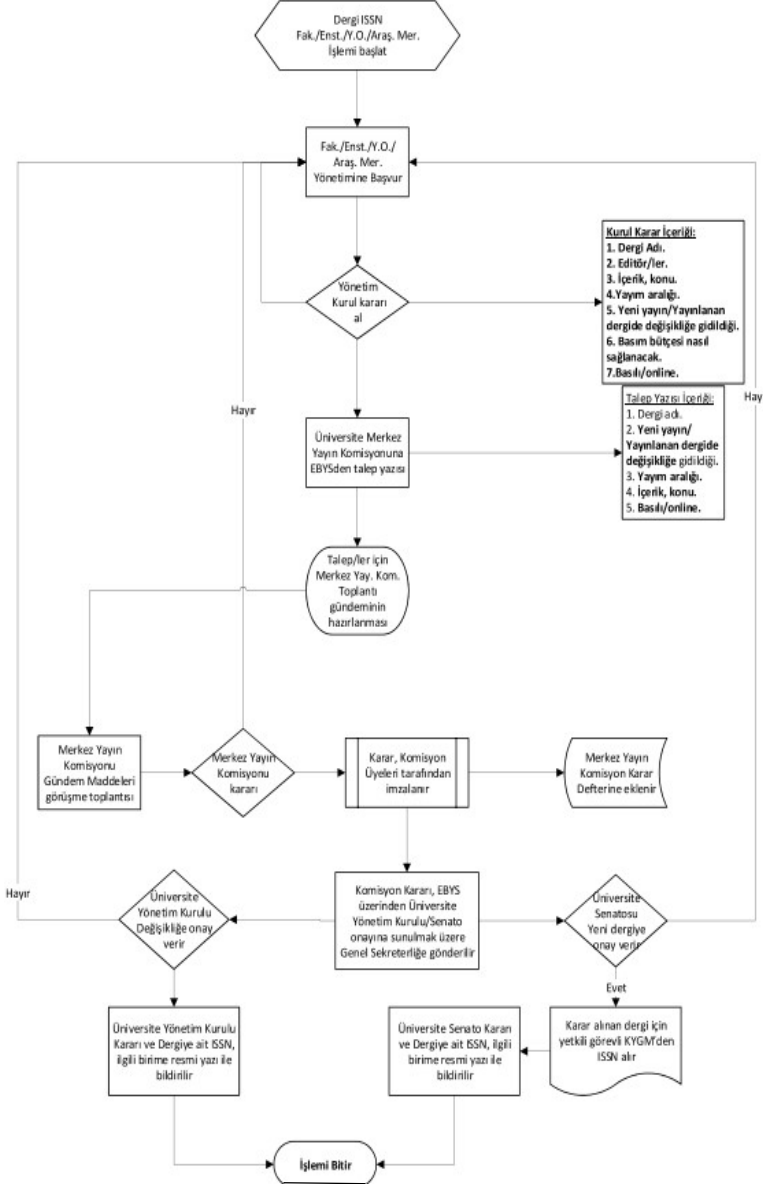 Dergi ISSN
Fak./Enst./Y.O./Araş. Mer.
İşlemi başlat
Fak./Enst./Y.O./
Araş. Mer.
Yönetimine Başvur
Yönetim
Kurul kararı
al
Kurul Karar İçeriği:
1. Dergi Adı.
2. Editör/ler.
3. İçerik, konu.
4.Yayım aralığı.
5. Yeni yayın/Yayınlanan
dergide değişikliğe gidildiği.
6. Basım bütçesi nasıl
sağlanacak.
7.Basılı/online.
Hayır
Hay
Üniversite Merkez
Yayın Komisyonuna
EBYSden talep yazısı
Talep Yazısı İçeriği:
1. Dergi adı.
2. Yeni yayın/
Yayınlanan dergide
değişikliğe gidildiği.
3. Yayım aralığı.
4. İçerik, konu.
5. Basılı/online.
Talep/ler için
Merkez Yay. Kom.
Toplantı
gündeminin
hazırlanması
Merkez Yayın
Komisyonu
Gündem Maddeleri
görüşme toplantısı
Merkez Yayın
Komisyonu
kararı
Karar, Komisyon
Üyeleri tarafından
imzalanır
Merkez Yayın
Komisyon Karar
Defterine eklenir
Hayır
Üniversite
Yönetim Kurulu
Değişikliğe onay
verir
Komisyon Kararı, EBYS
üzerinden Üniversite
Yönetim Kurulu/Senato
onayına sunulmak üzere
Genel Sekreterliğe gönderilir
Üniversite
Senatosu
Yeni dergiye
onay verir
Evet
Üniversite Yönetim Kurulu
Kararı ve Dergiye ait ISSN,
ilgili birime resmi yazı ile
bildirilir
Üniversite Senato Kararı
ve Dergiye ait ISSN, ilgili
birime resmi yazı ile
bildirilir
Karar alınan dergi için
yetkili görevli KYGM'den
ISSN alır
İşlemi Bitir